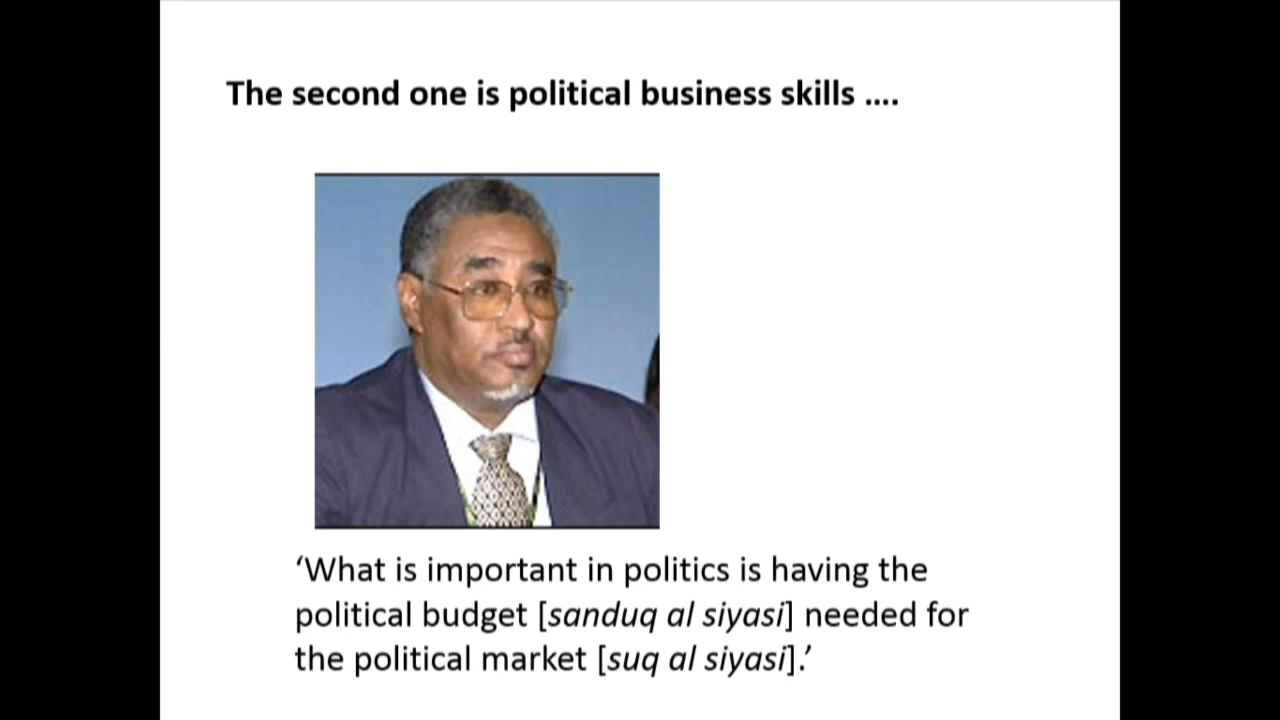 The second one is political business skills ....
‘What is important in politics is having the
political budget [sanduq al siyasi] needed for
the political market [suq al siyasi].’